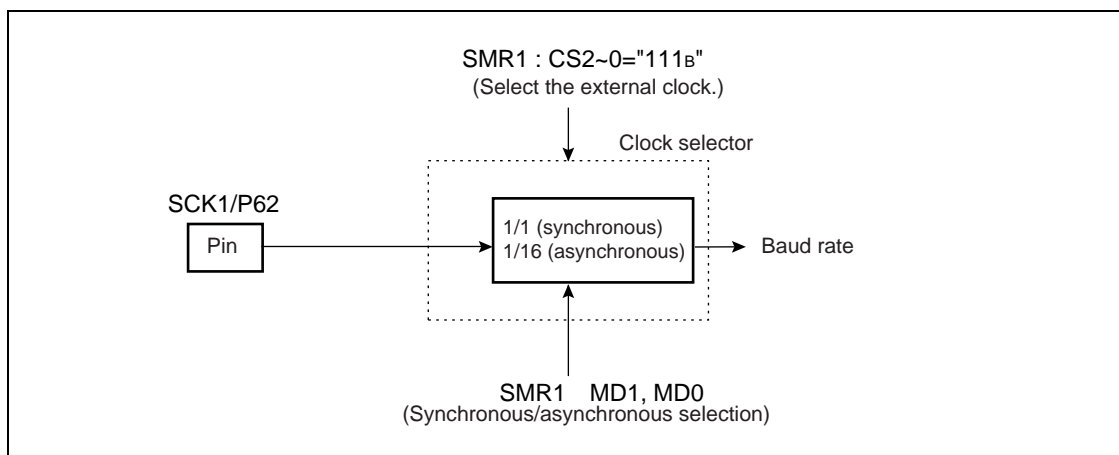 SMR1 : CS2~0="111B"
(Select the external clock.)
Clock selector
SCK1/P62
Pin
1/1 (synchronous)
1/16 (asynchronous)
Baud rate
SMR1 MD1, MD0
(Synchronous/asynchronous selection)